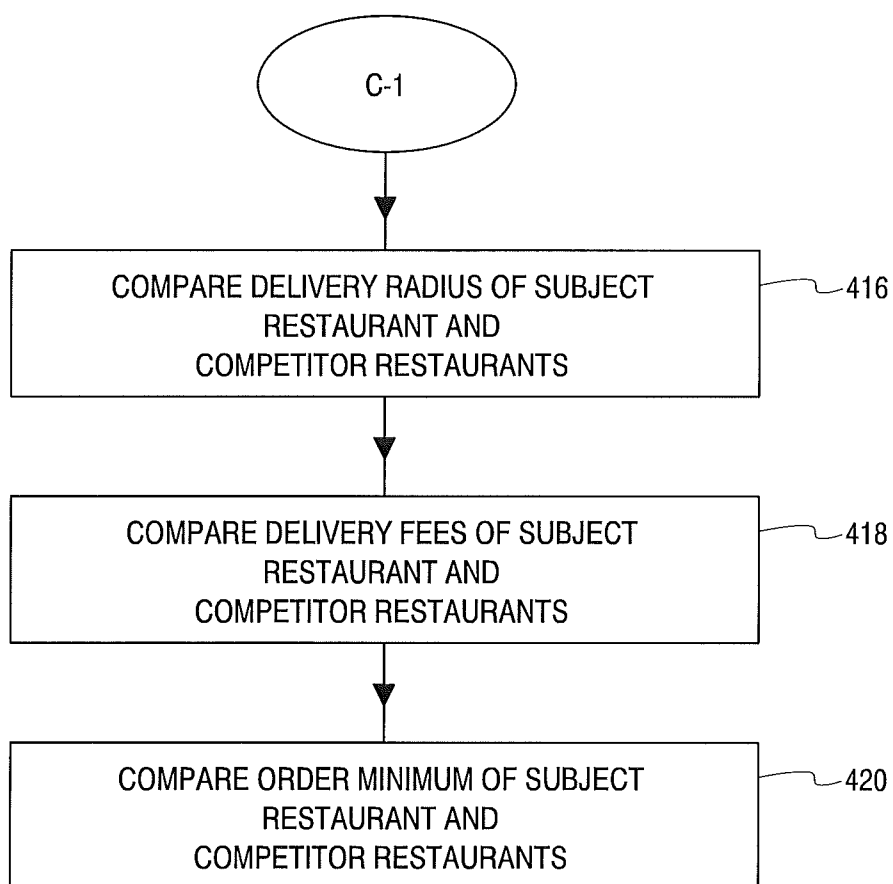 C-1
COMPARE DELIVERY RADIUS OF SUBJECT
RESTAURANT AND
COMPETITOR RESTAURANTS
416
COMPARE DELIVERY FEES OF SUBJECT
RESTAURANT AND
COMPETITOR RESTAURANTS
418
COMPARE ORDER MINIMUM OF SUBJECT
RESTAURANT AND
COMPETITOR RESTAURANTS
420